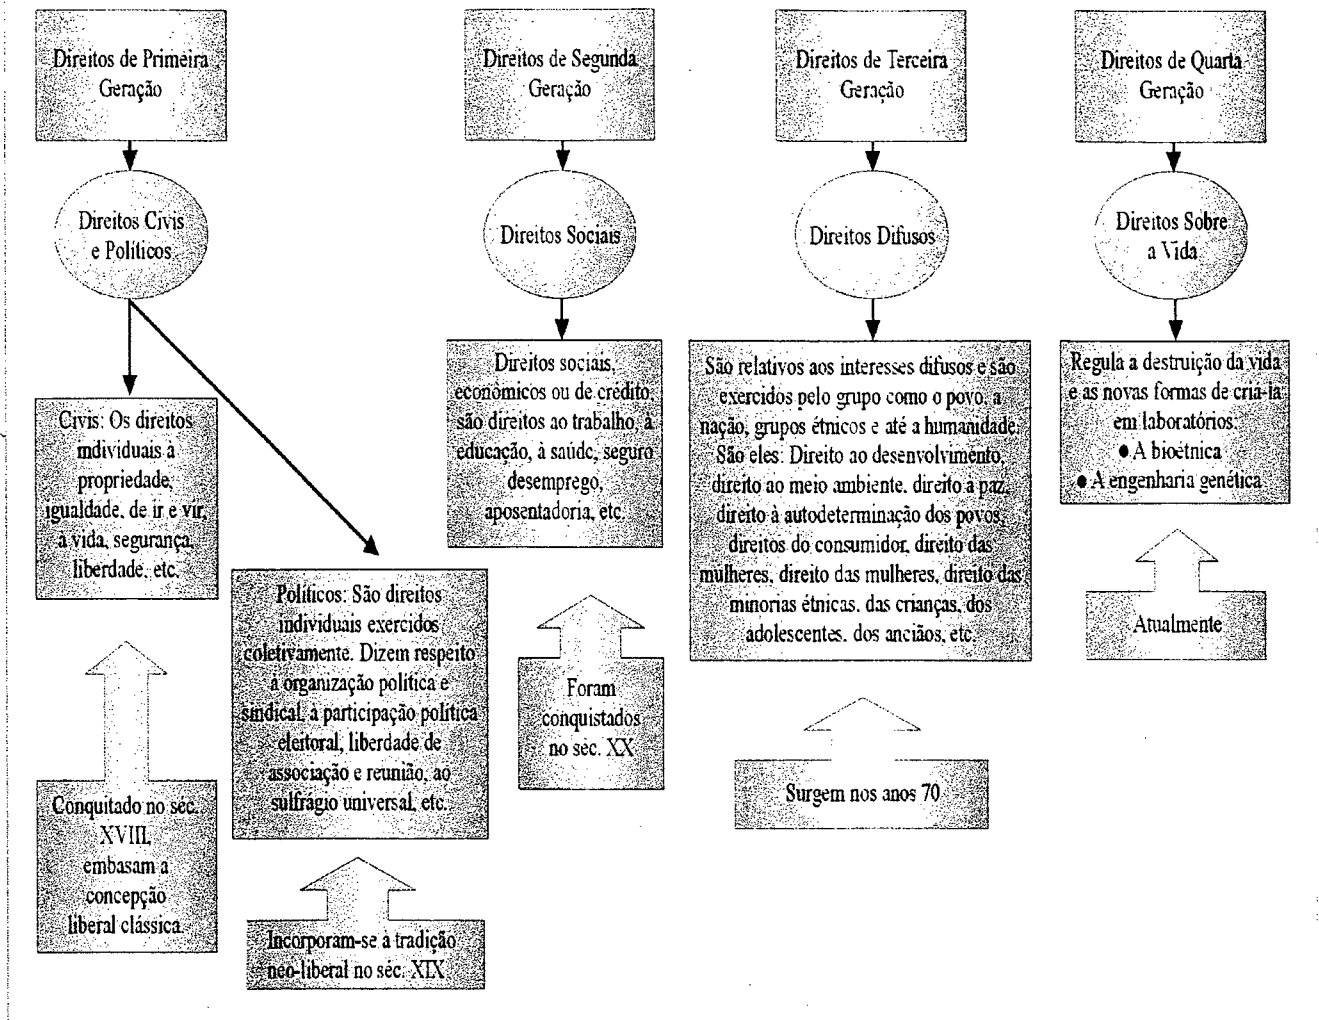 Direitos de Primeira
Geração
Direitos Civis
e Políticos
Civis: Os direitos
individuais à
propriedade,
igualdade, de ir e vir,
à vida, segurança,
liberdade, etc.
Conquitado no séc.
XVIII,
embasam a
concepção
liberal clássica.
Políticos: São direitos
individuais exercidos
coletivamente. Dizem respeito
à organização política e
sindical, à participação política
eleitoral, liberdade de
associação e reunião, ao
sulfrágio universal, etc.
Incorporam-se à tradição
neo-liberal no séc. XIX
Direitos de Segunda
Geração
Direitos Sociais
Direitos sociais,
econômicos ou de crédito,
são direitos ao trabalho, à
educação, à saúde, seguro
desemprego,
aposentadoria, etc.
Foram
conquistados
no séc. XX
Direitos de Terceira
Geração
Direitos Difusos
São relativos aos interesses difusos e são
exercidos pelo grupo como o povo, a
nação, grupos étnicos e até a humanidade.
São eles: Direito ao desenvolvimento,
direito ao meio ambiente, direito à paz,
direito à autodeterminação dos povos,
direitos do consumidor, direito das
mulheres, direito das mulheres, direito das
minorias étnicas, das crianças, dos
adolescentes, dos anciãos, etc.
Surgem nos anos 70
Direitos de Quarta
Geração
Direitos Sobre
a Vida
Regula a destruição da vida
e as novas formas de cria-la
em laboratórios:
● A bioétnica
● A engenharia genética
Atualmente